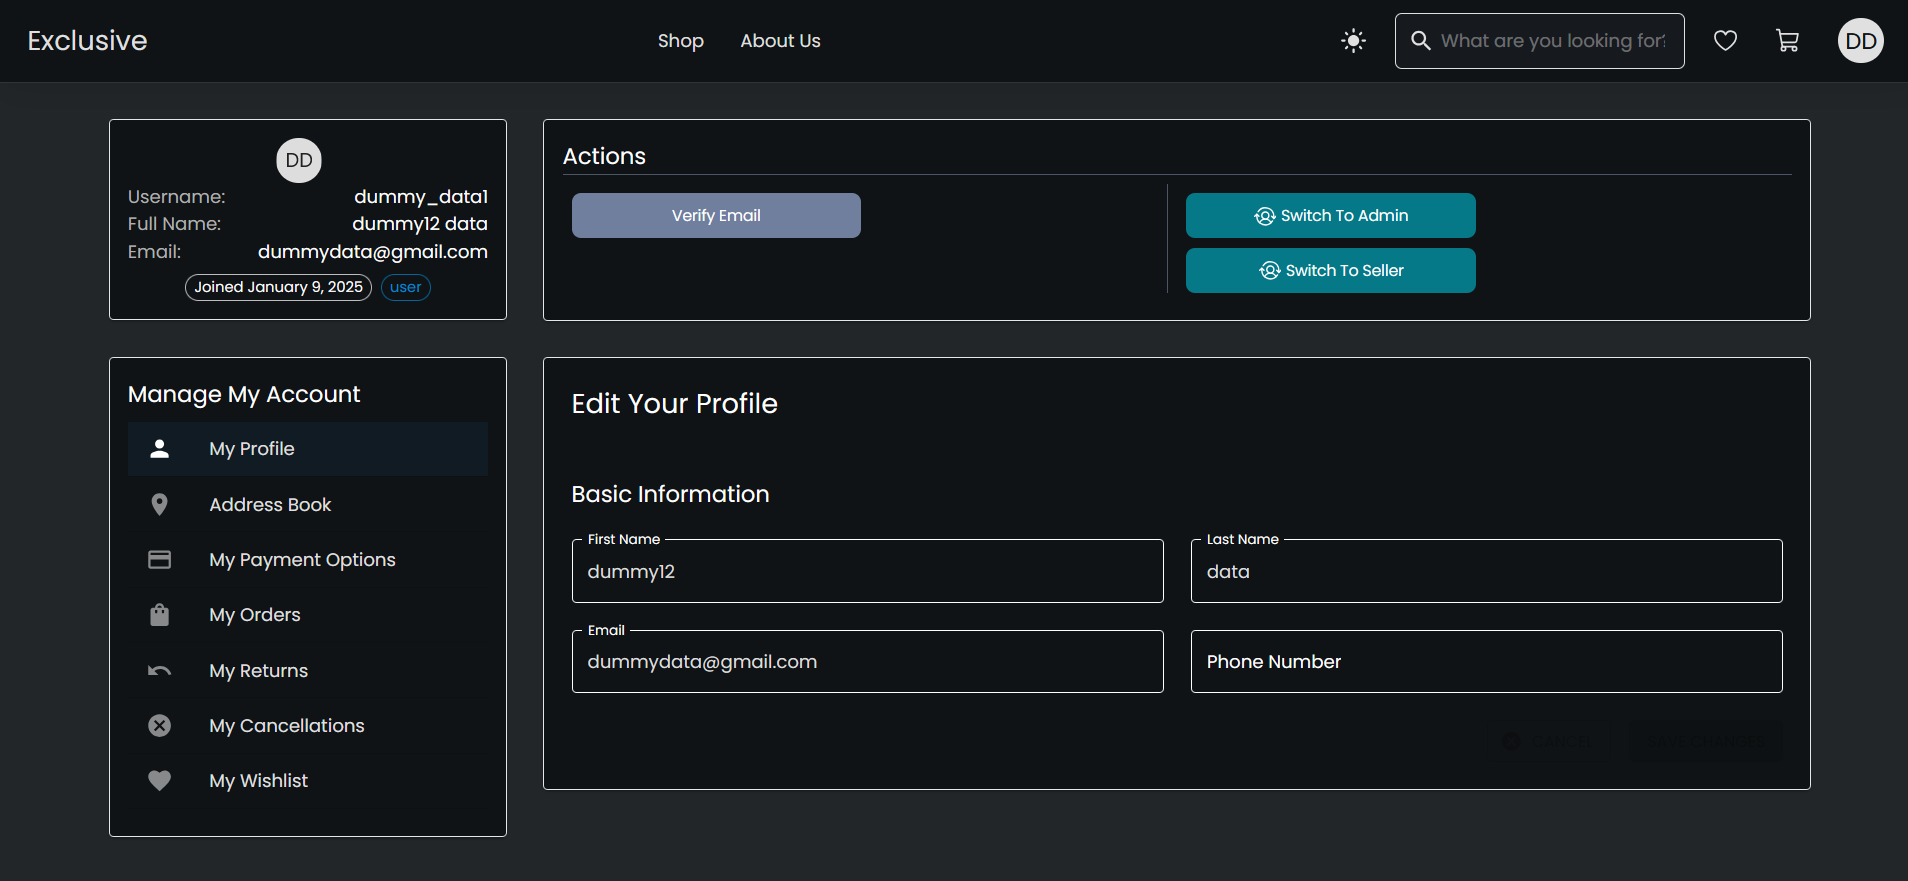 Exclusive
Shop
About Us
What are you looking for?
DD
DD
Username: dummy_data1
Full Name: dummy12 data
Email: dummydata@gmail.com
Joined January 9, 2025
user
Actions
Verify Email
Switch To Admin
Switch To Seller
Manage My Account
My Profile
Address Book
My Payment Options
My Orders
My Returns
My Cancellations
My Wishlist
Edit Your Profile
Basic Information
First Name
dummy12
Last Name
data
Email
dummydata@gmail.com
Phone Number
CANCEL
SAVE CHANGES